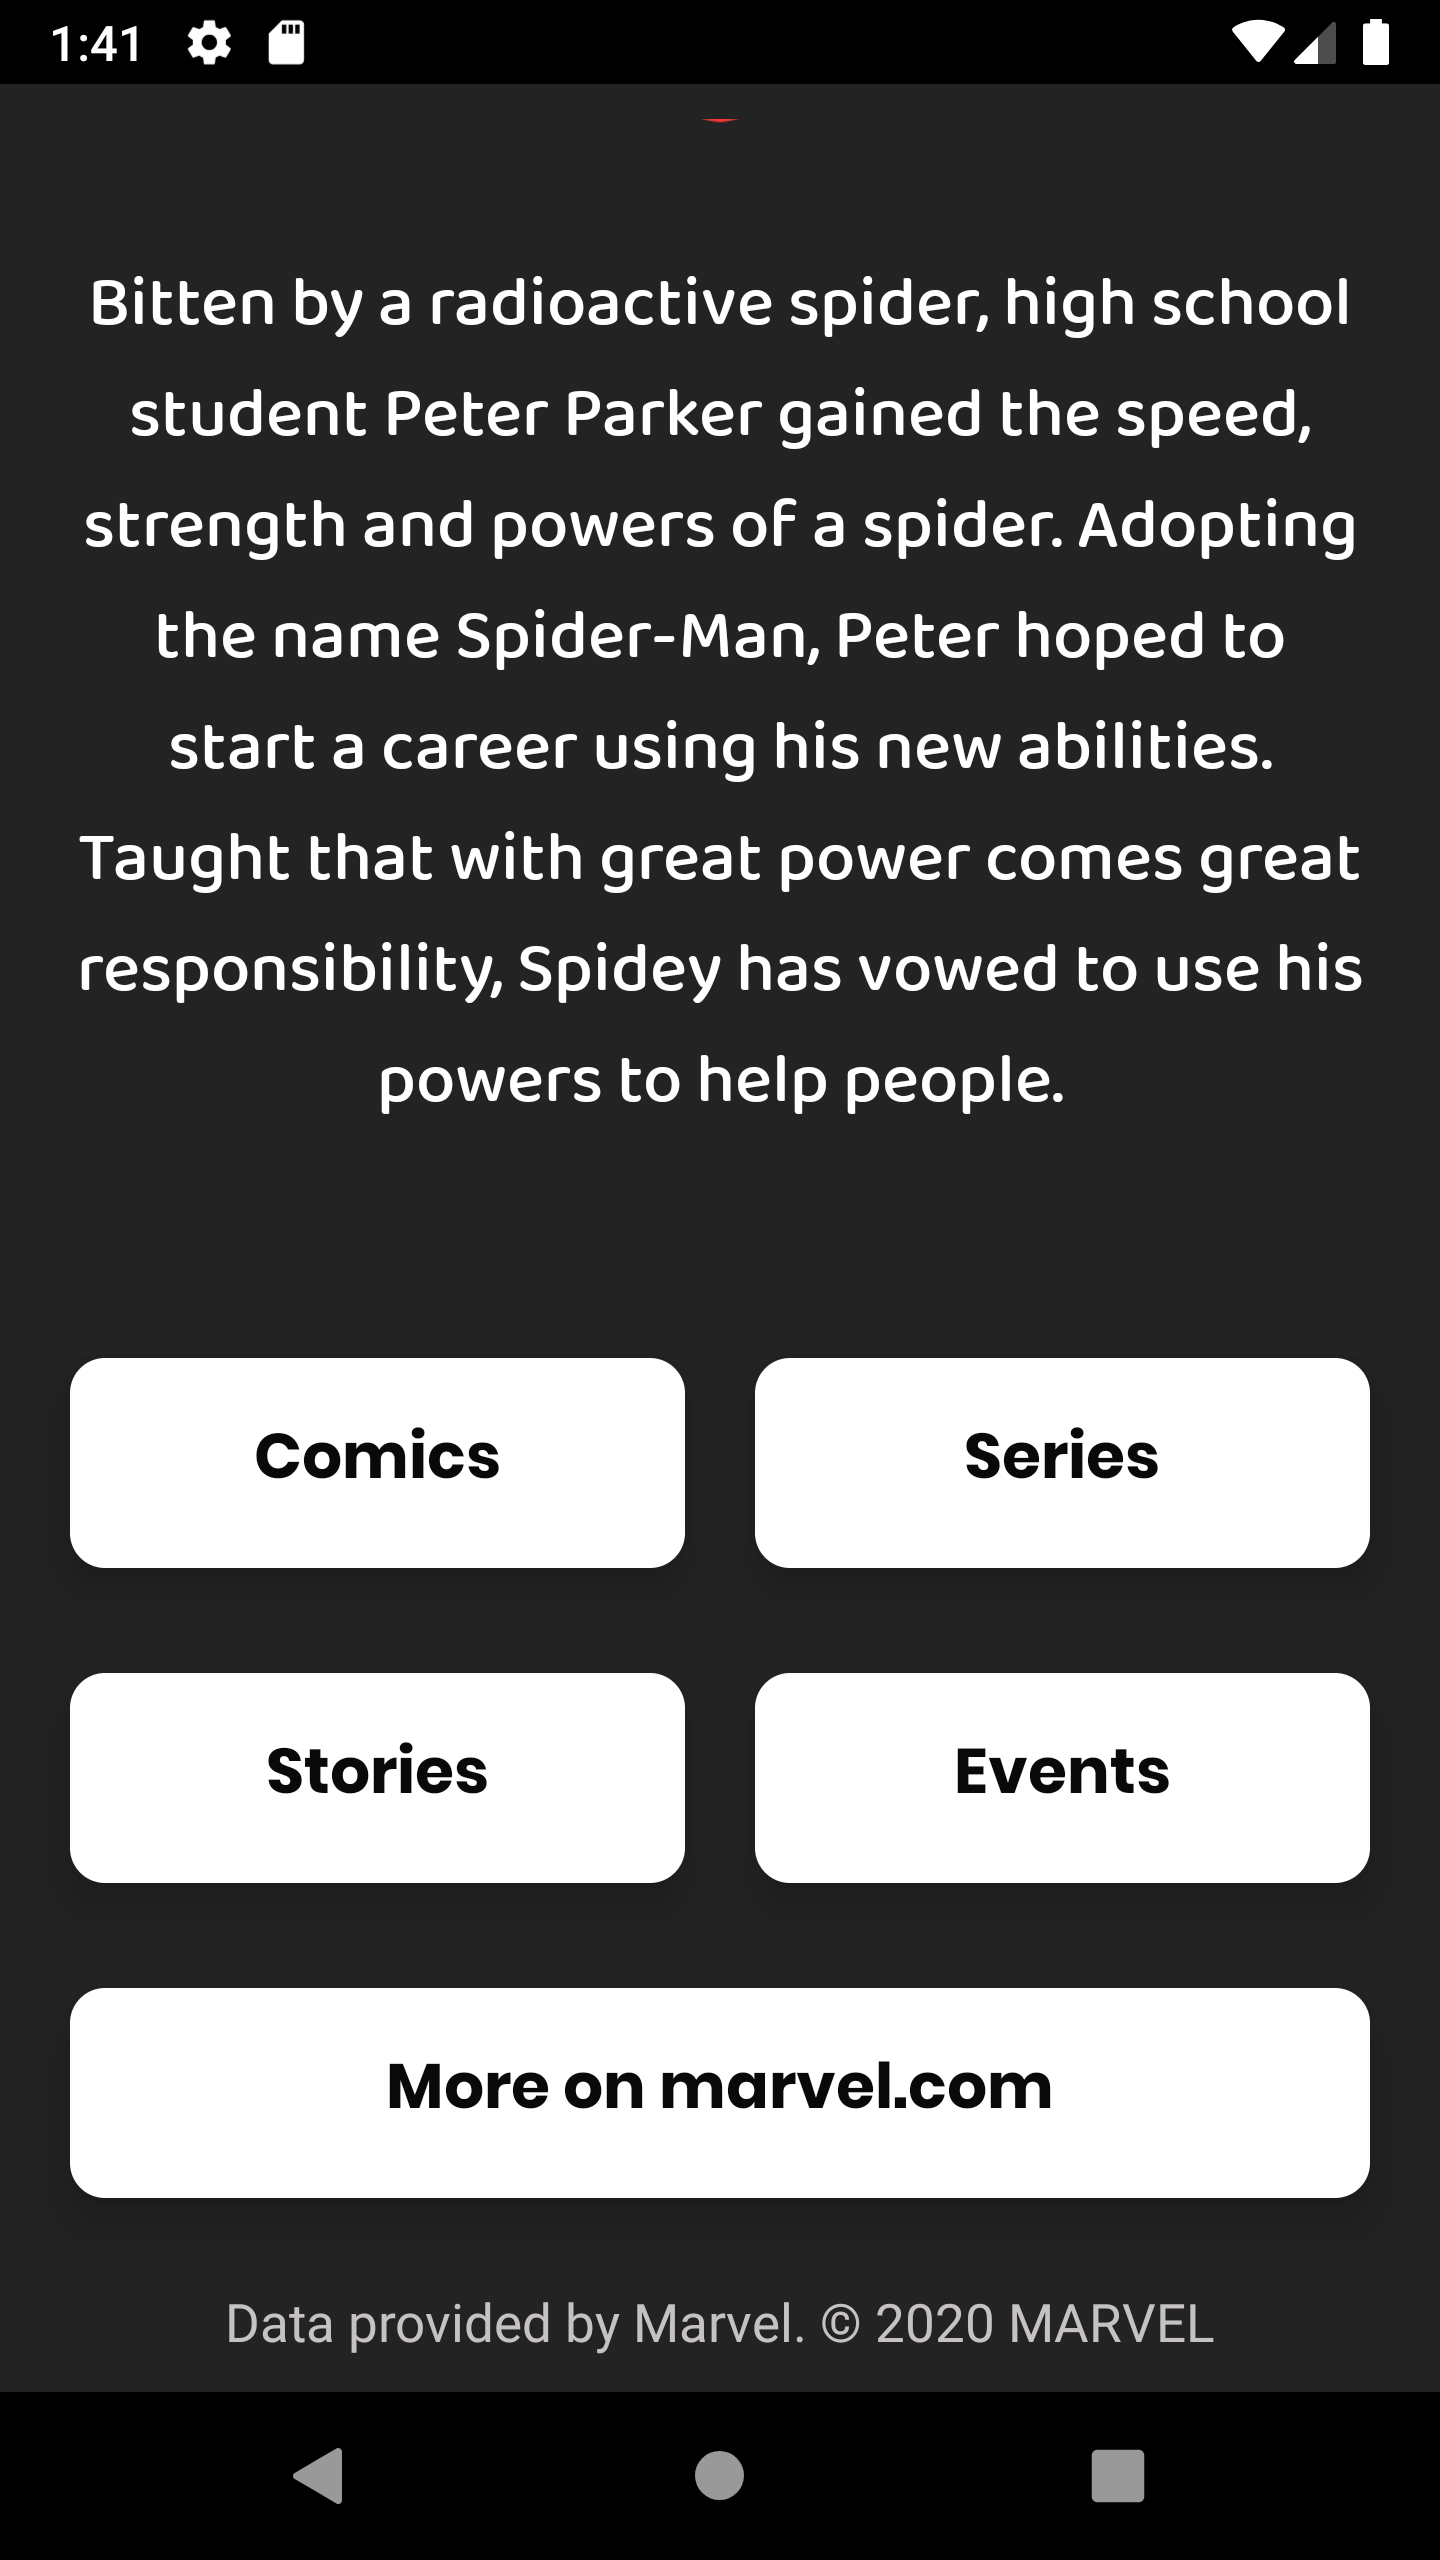 1:41
Bitten by a radioactive spider, high school
student Peter Parker gained the speed,
strength and powers of a spider. Adopting
the name Spider-Man, Peter hoped to
start a career using his new abilities.
Taught that with great power comes great
responsibility, Spidey has vowed to use his
powers to help people.
Comics
Series
Stories
Events
More on marvel.com
Data provided by Marvel. © 2020 MARVEL